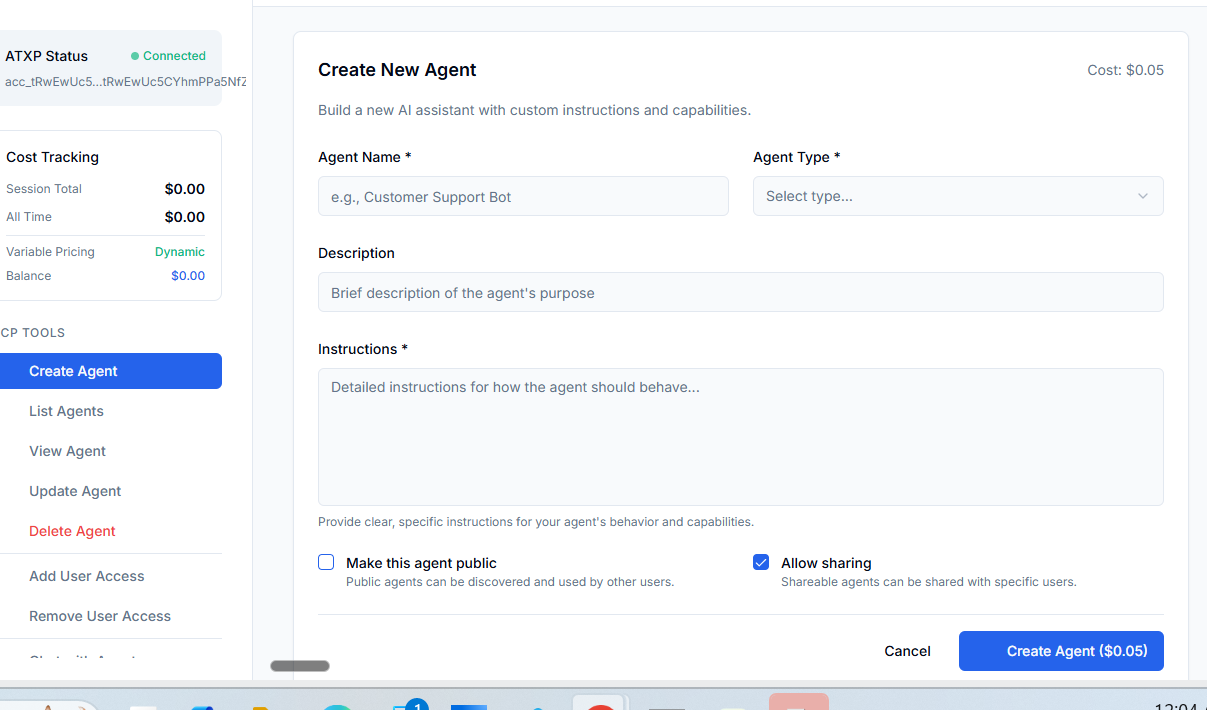 ATXP Status
Connected
acc_tRwEwUc5...tRwEwUc5CYhmPPa5NfZ
Cost Tracking
Session Total $0.00
All Time $0.00
Variable Pricing Dynamic
Balance $0.00
CP TOOLS
Create Agent
List Agents
View Agent
Update Agent
Delete Agent
Add User Access
Remove User Access
Create New Agent
Cost: $0.05
Build a new AI assistant with custom instructions and capabilities.
Agent Name *
e.g., Customer Support Bot
Agent Type *
Select type...
Description
Brief description of the agent's purpose
Instructions *
Detailed instructions for how the agent should behave...
Provide clear, specific instructions for your agent's behavior and capabilities.
Make this agent public
Public agents can be discovered and used by other users.
Allow sharing
Shareable agents can be shared with specific users.
Cancel
Create Agent ($0.05)
1
12:04